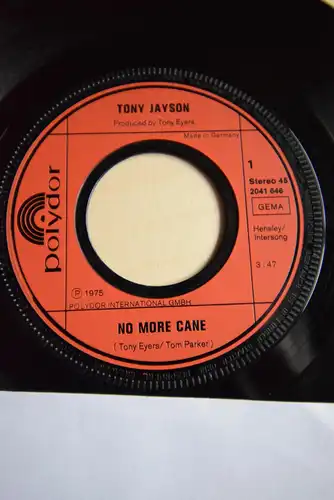 TONY JAYSON
Produced by Tony Eyers
Made in Germany
polydor
1
Stereo 45
2041 646
GEMA
Hensley/
Intersong
3:47
Ⓟ 1975
POLYDOR INTERNATIONAL GMBH
NO MORE CANE
(Tony Eyers/ Tom Parker)